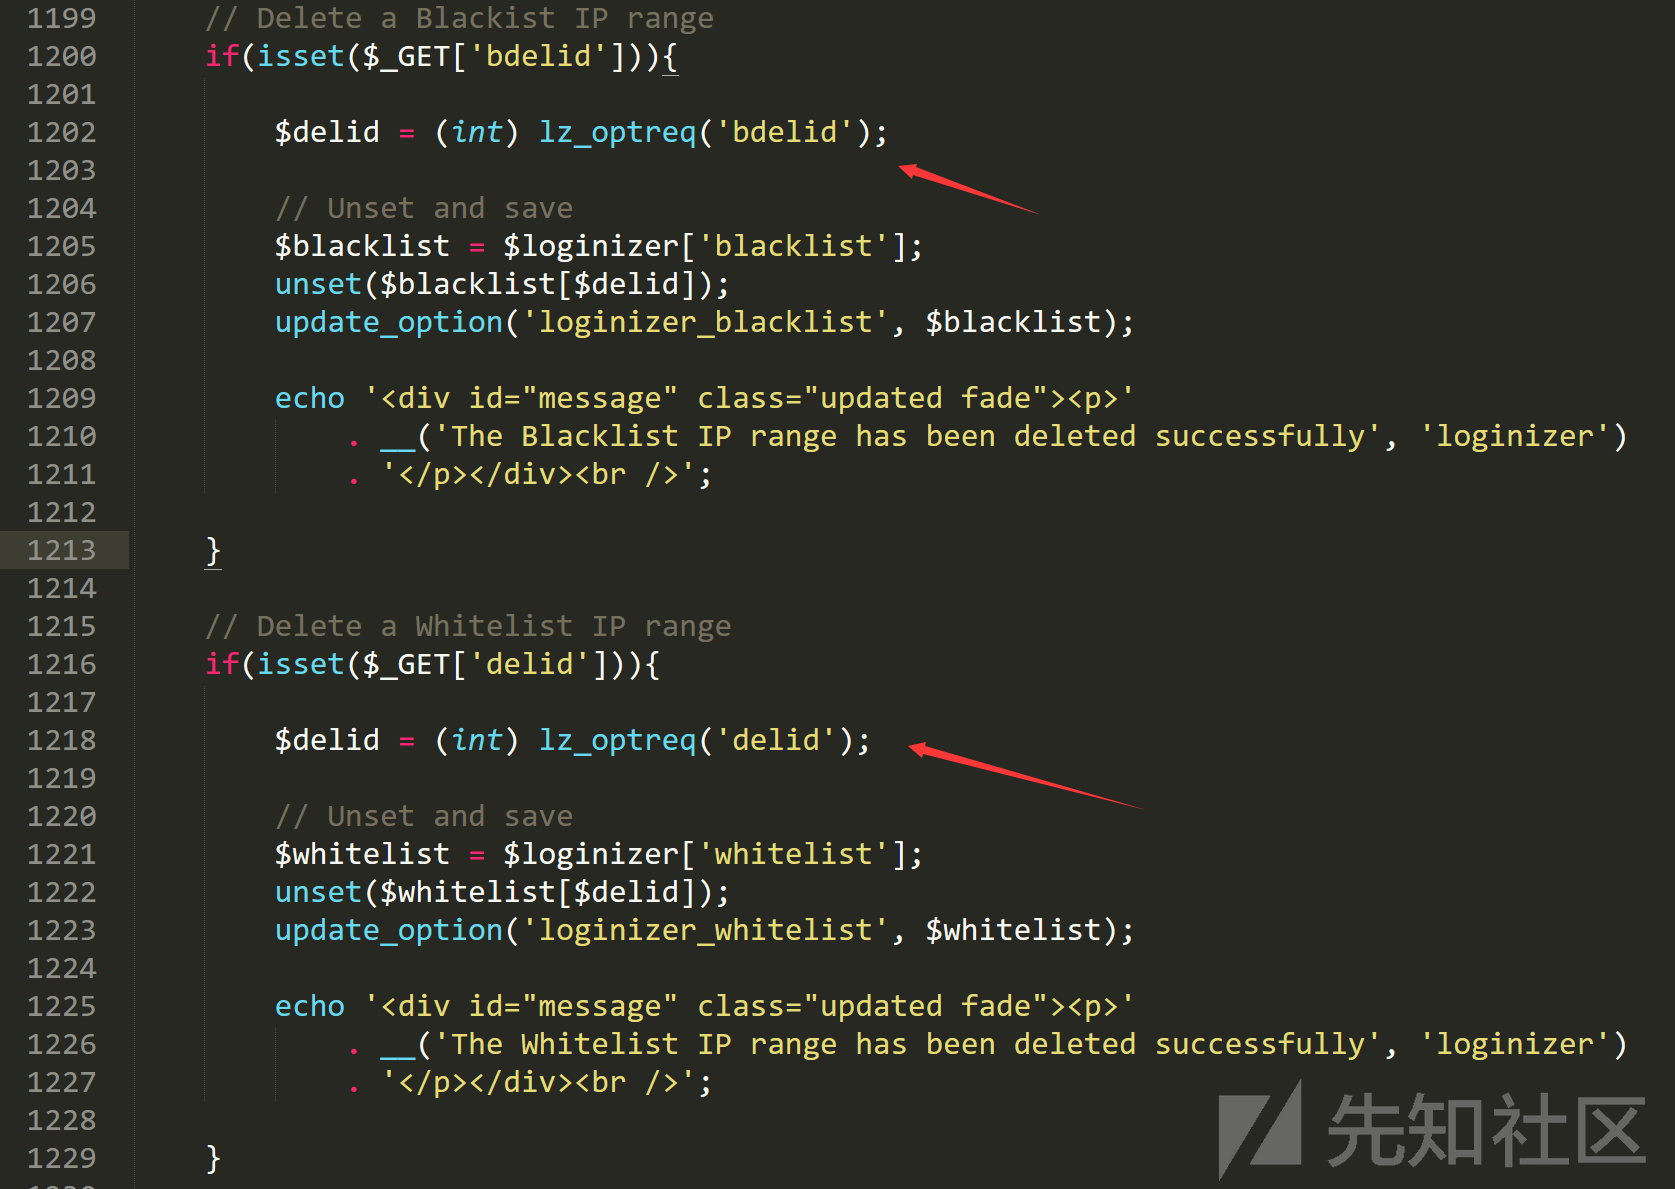 1199 // Delete a Blackist IP range
1200 if(isset($_GET['bdelid'])){
1201
1202 $delid = (int) lz_optreq('bdelid');
1203
1204 // Unset and save
1205 $blacklist = $loginizer['blacklist'];
1206 unset($blacklist[$delid]);
1207 update_option('loginizer_blacklist', $blacklist);
1208
1209 echo '<div id="message" class="updated fade"><p>'
1210 . __('The Blacklist IP range has been deleted successfully', 'loginizer')
1211 . '</p></div><br />';
1212
1213 }
1214
1215 // Delete a Whitelist IP range
1216 if(isset($_GET['delid'])){
1217
1218 $delid = (int) lz_optreq('delid');
1219
1220 // Unset and save
1221 $whitelist = $loginizer['whitelist'];
1222 unset($whitelist[$delid]);
1223 update_option('loginizer_whitelist', $whitelist);
1224
1225 echo '<div id="message" class="updated fade"><p>'
1226 . __('The Whitelist IP range has been deleted successfully', 'loginizer')
1227 . '</p></div><br />';
1228
1229 }
先知社区